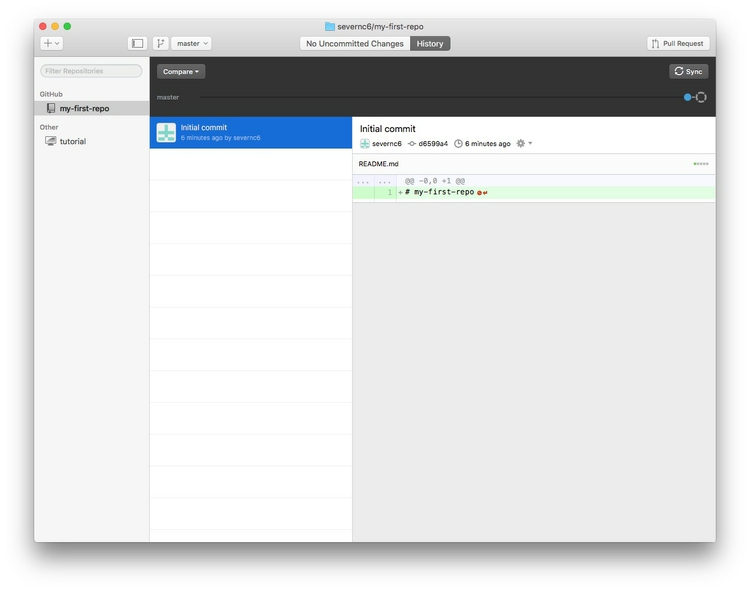 severnc6/my-first-repo
master
No Uncommitted Changes
History
Pull Request
Filter Repositories
GitHub
my-first-repo
Other
tutorial
Compare
Sync
master
Initial commit
6 minutes ago by severnc6
Initial commit
severnc6 d6599a4 6 minutes ago
README.md
... ... @@ -0,0 +1 @@
1 + # my-first-repo